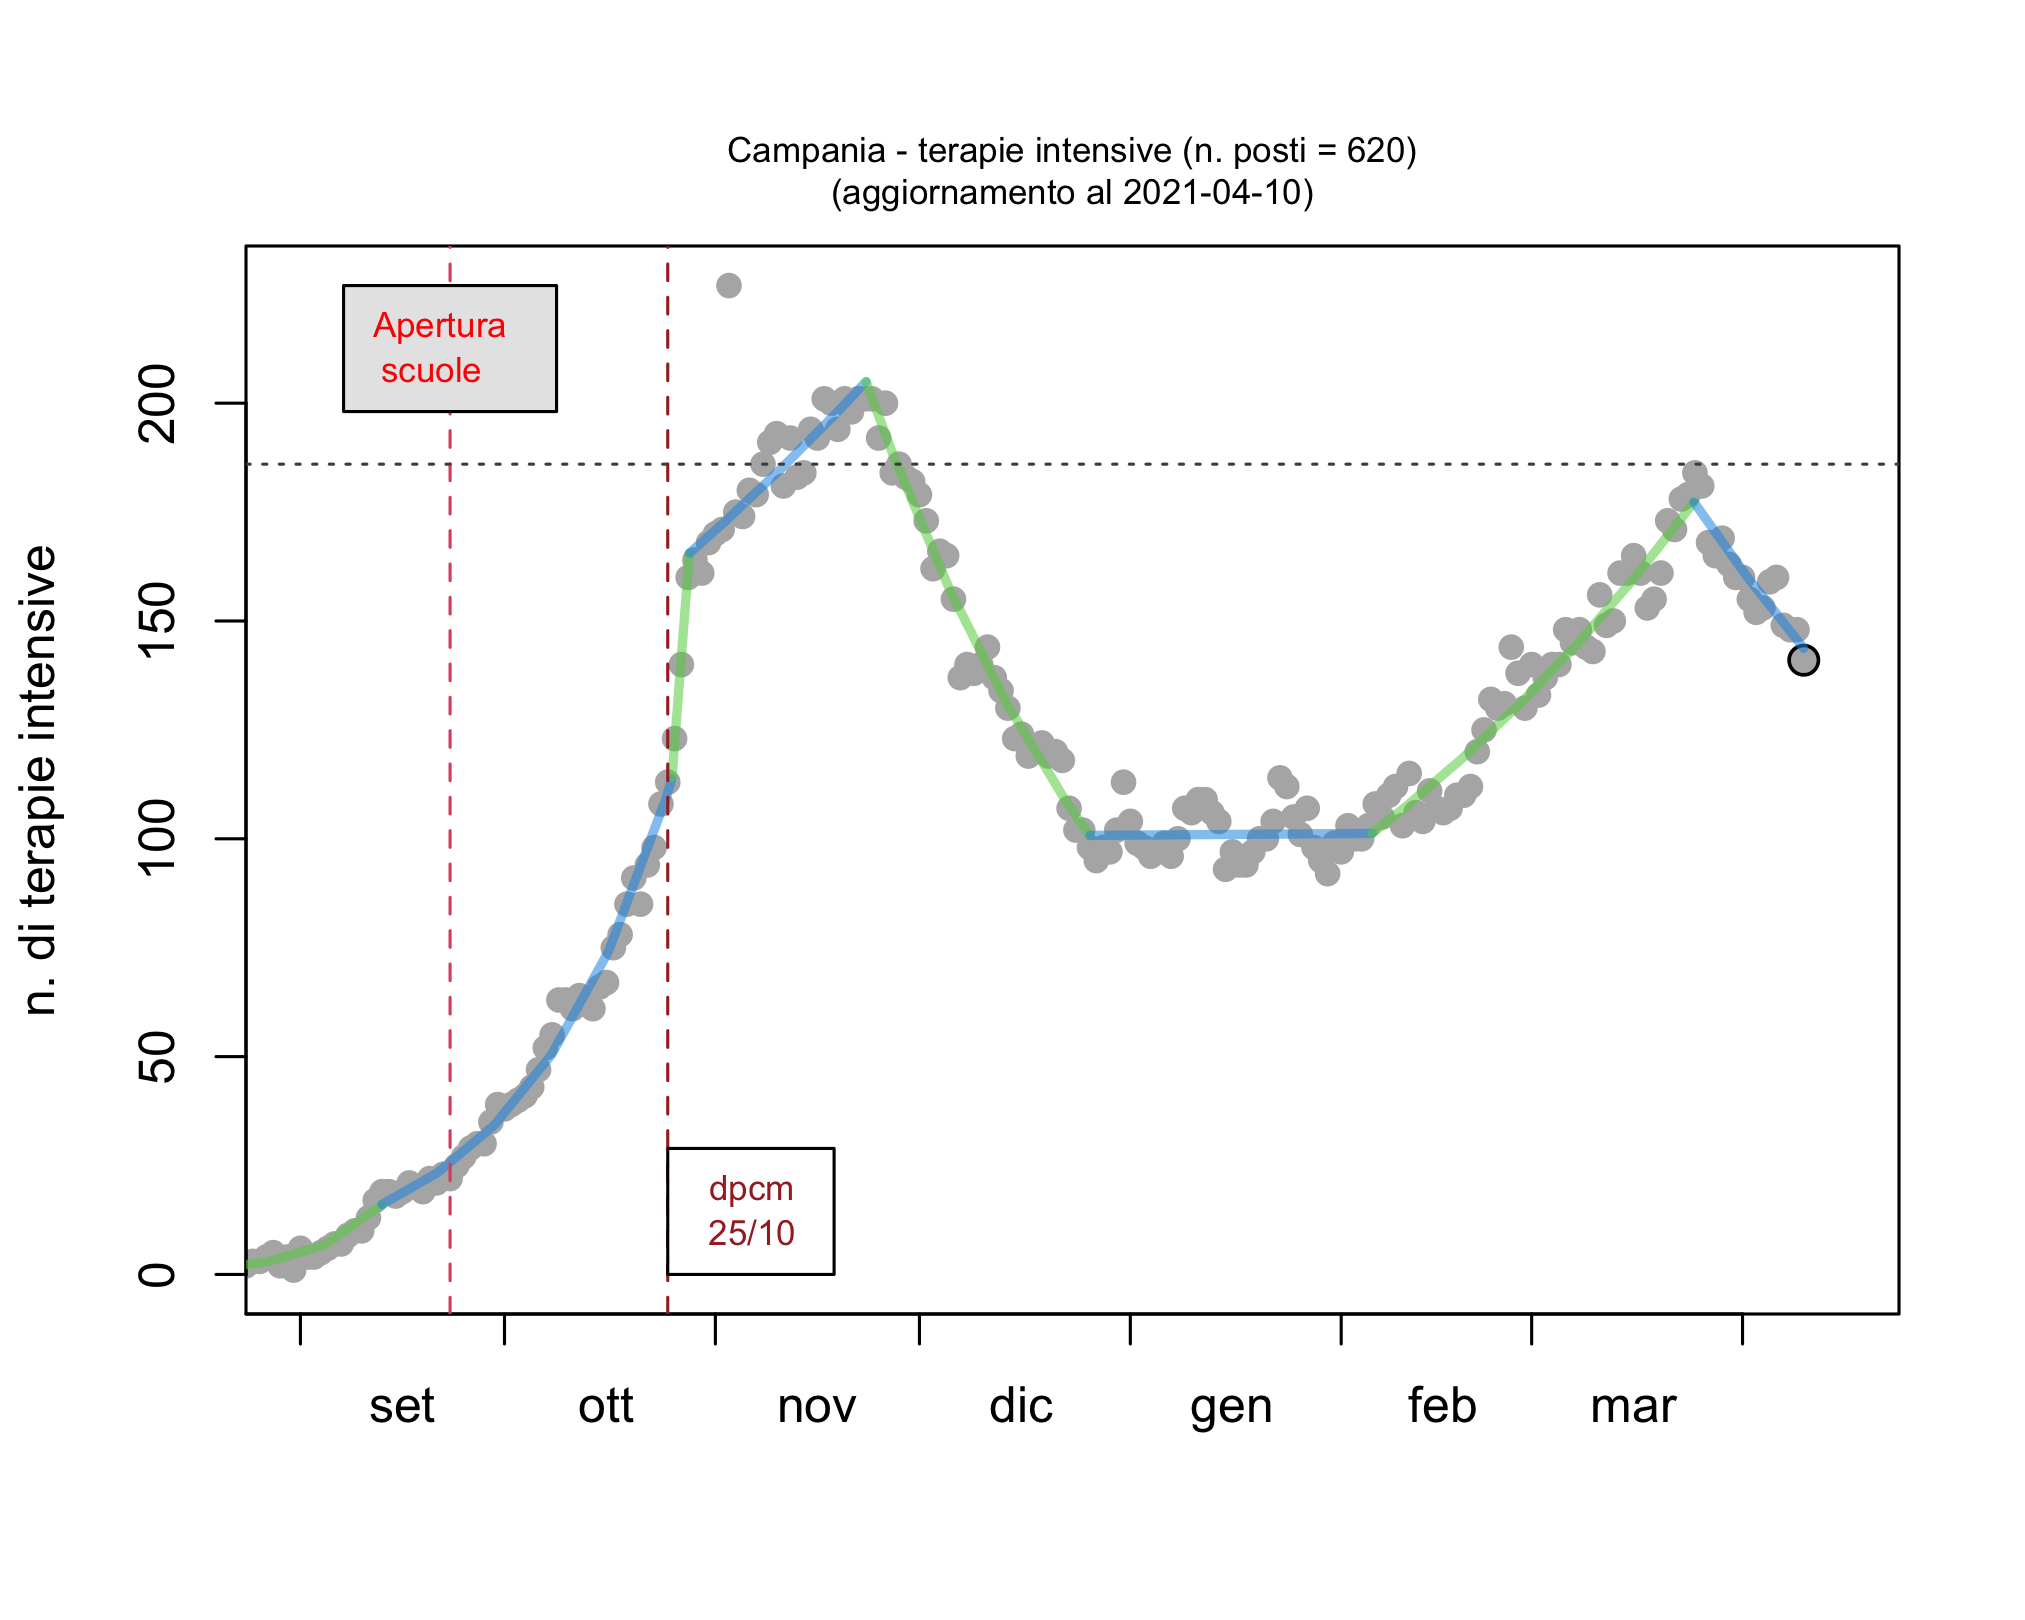 Campania - terapie intensive (n. posti = 620)
(aggiornamento al 2021-04-10)
Apertura
scuole
n. di terapie intensive
200
150
100
50
0
dpcm
25/10
set ott nov dic gen feb mar